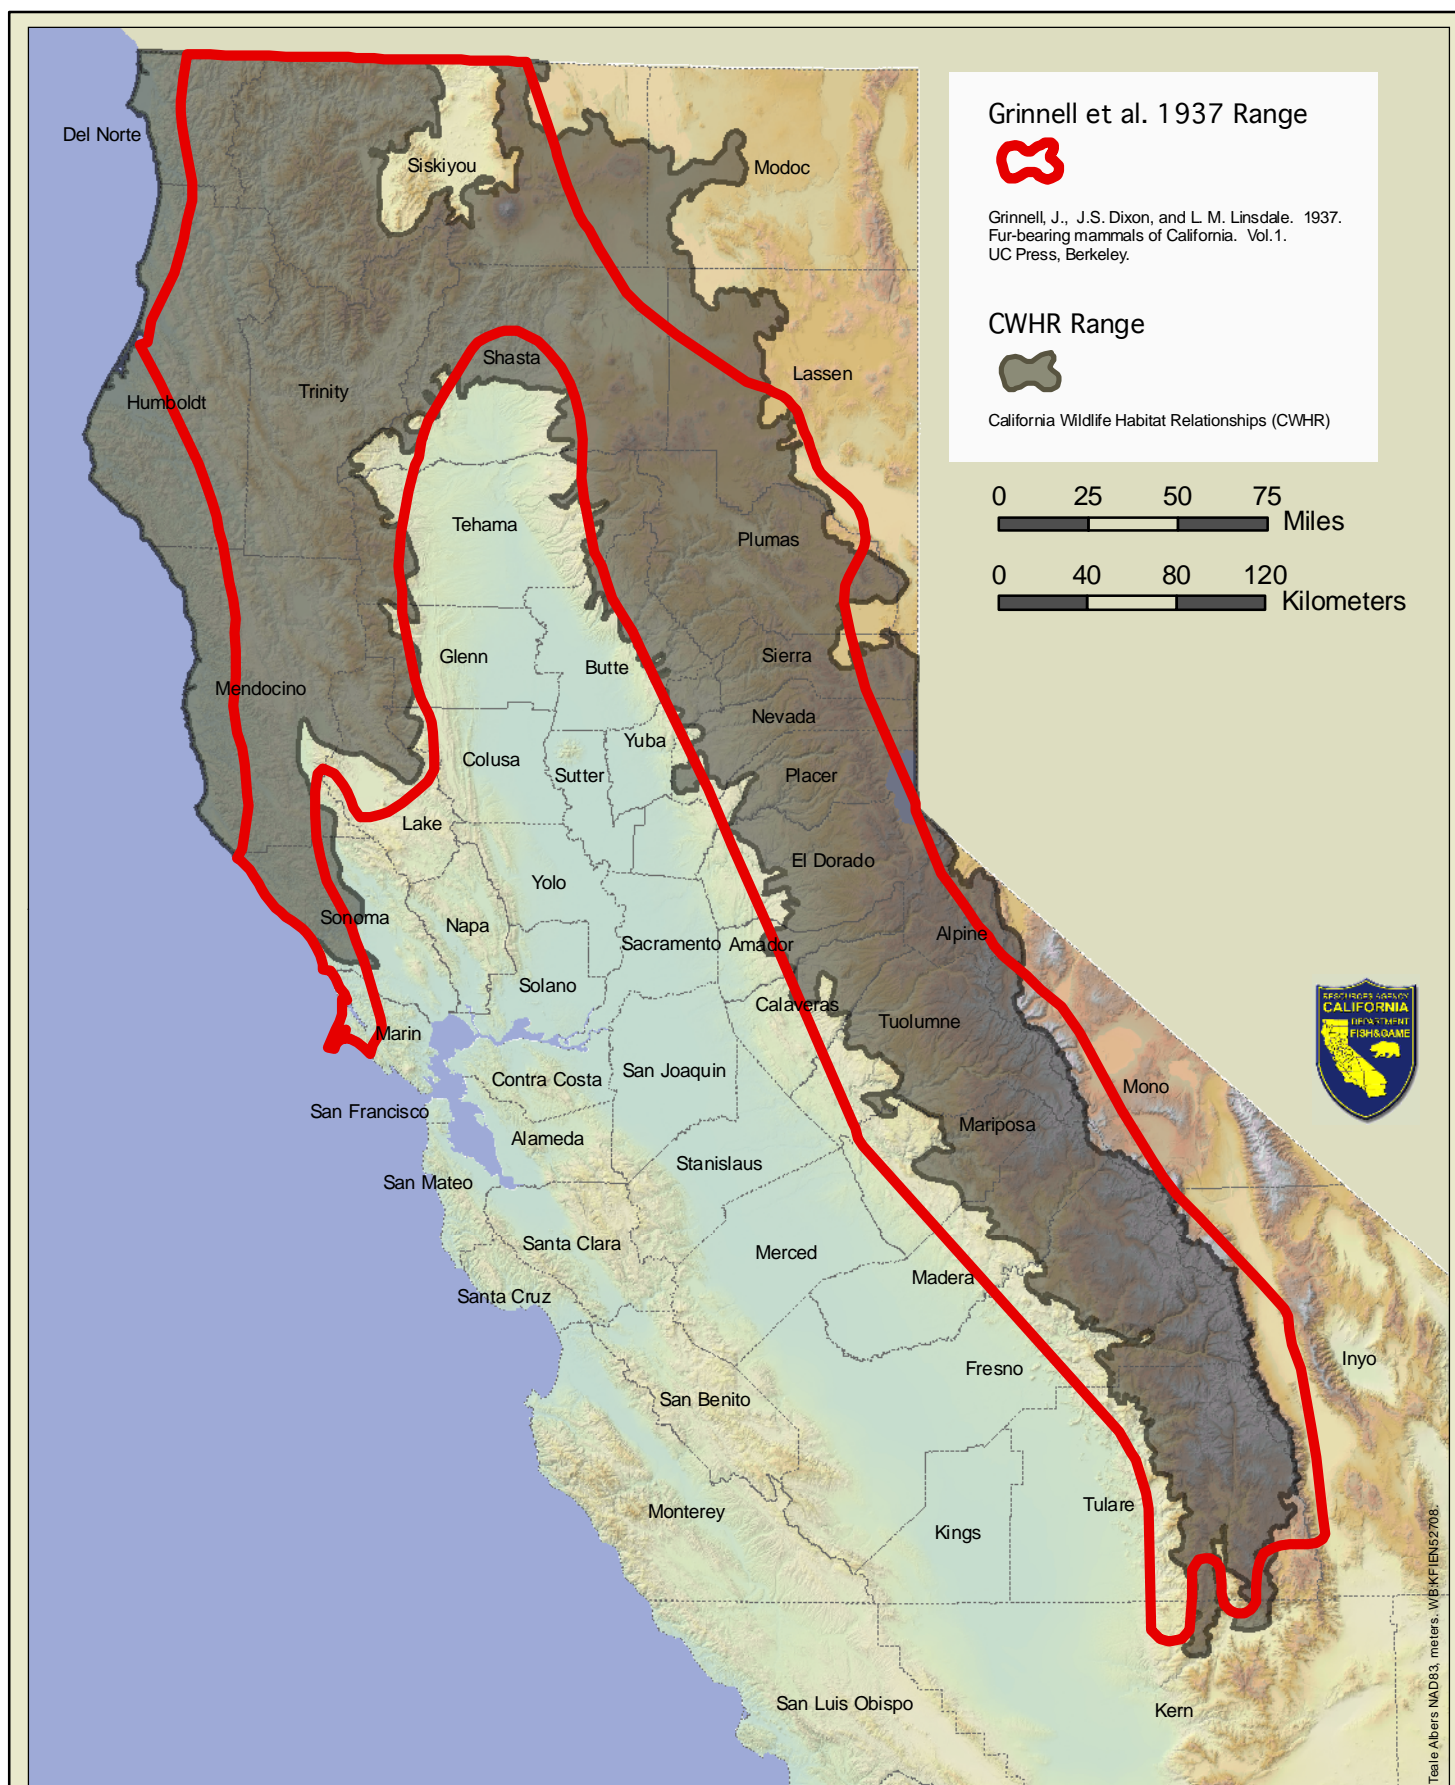 Grinnell et al. 1937 Range
Grinnell, J., J.S. Dixon, and L. M. Linsdale. 1937.
Fur-bearing mammals of California. Vol.1.
UC Press, Berkeley.
CWHR Range
California Wildlife Habitat Relationships (CWHR)
0 25 50 75
Miles
0 40 80 120
Kilometers
Del Norte
Siskiyou
Modoc
Shasta
Lassen
Trinity
Humboldt
Tehama
Plumas
Glenn
Butte
Sierra
Mendocino
Nevada
Yuba
Colusa
Sutter
Placer
Lake
El Dorado
Yolo
Sonoma
Napa
Sacramento
Amador
Alpine
Solano
Calaveras
Tuolumne
Marin
San Joaquin
Contra Costa
Mono
San Francisco
Mariposa
Alameda
Stanislaus
San Mateo
Santa Clara
Merced
Madera
Santa Cruz
Inyo
Fresno
San Benito
Tulare
Monterey
Kings
San Luis Obispo
Kern
RESOURCES AGENCY
CALIFORNIA
DEPARTMENT
FISH&GAME
Teale Albers NAD83, meters. WB:KFIEN52708.